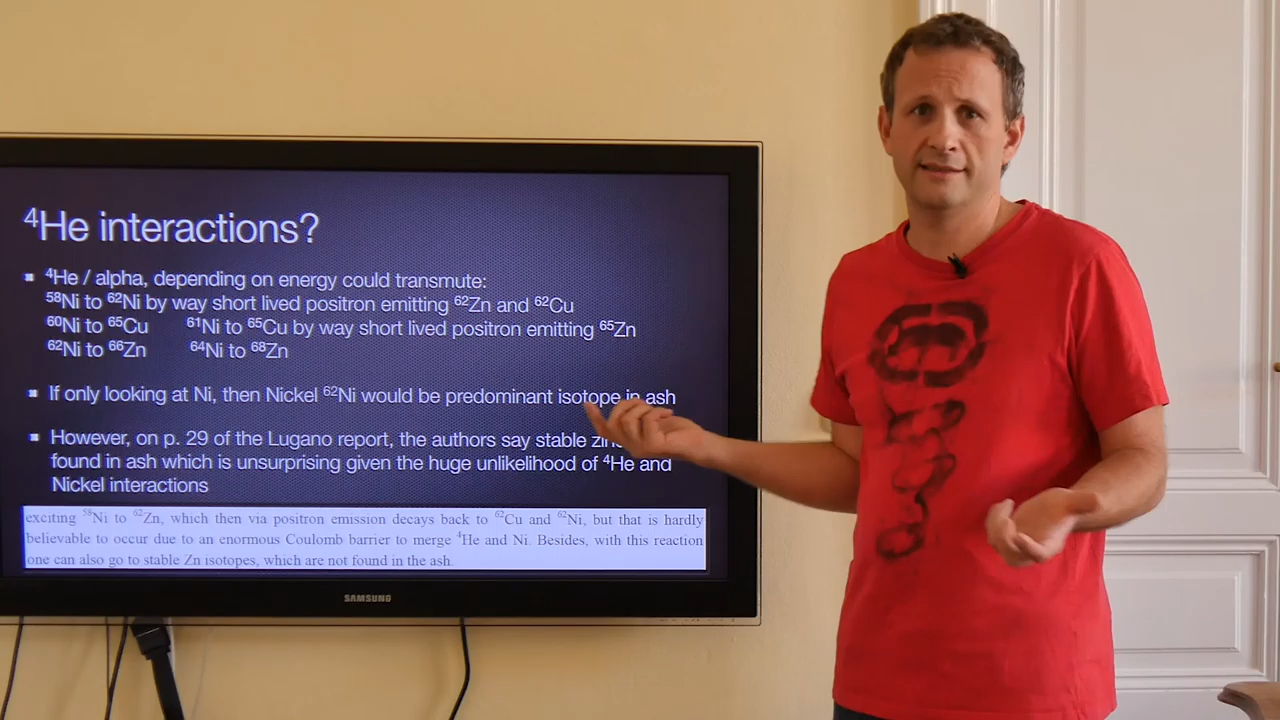 ⁴He interactions?
⁴He / alpha, depending on energy could transmute:
⁵⁸Ni to ⁶²Ni by way short lived positron emitting ⁶²Zn and ⁶²Cu
⁶⁰Ni to ⁶⁵Cu ⁶¹Ni to ⁶⁵Cu by way short lived positron emitting ⁶⁵Zn
⁶²Ni to ⁶⁶Zn ⁶⁴Ni to ⁶⁸Zn
If only looking at Ni, then Nickel ⁶²Ni would be predominant isotope in ash
However, on p. 29 of the Lugano report, the authors say stable
found in ash which is unsurprising given the huge unlikelihood of ⁴He and
Nickel interactions
exciting ⁵⁸Ni to ⁶²Zn, which then via positron emission decays back to ⁶²Cu and ⁶²Ni, but that is hardly
believable to occur due to an enormous Coulomb barrier to merge ⁴He and Ni. Besides, with this reaction
one can also go to stable Zn isotopes, which are not found in the ash.
SAMSUNG